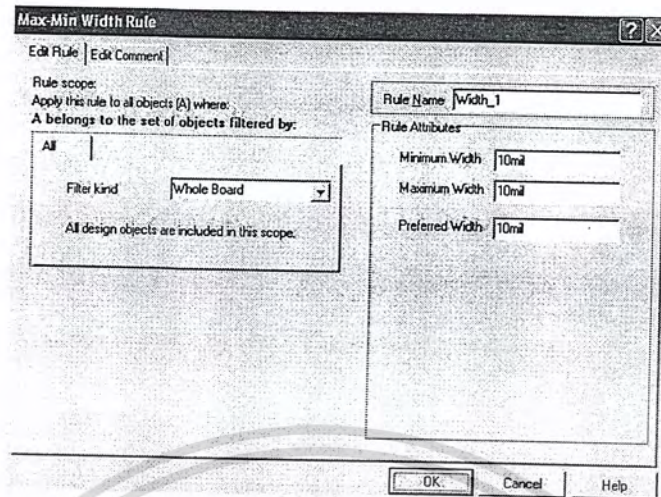 Max-Min Width Rule
Edit Rule Edit Comment
Rule scope:
Apply this rule to all objects (A) where:
A belongs to the set of objects filtered by:
All
Filter kind Whole Board
All design objects are included in this scope.
Rule Name Width_1
Rule Attributes
Minimum Width 10mil
Maximum Width 10mil
Preferred Width 10mil
OK Cancel Help